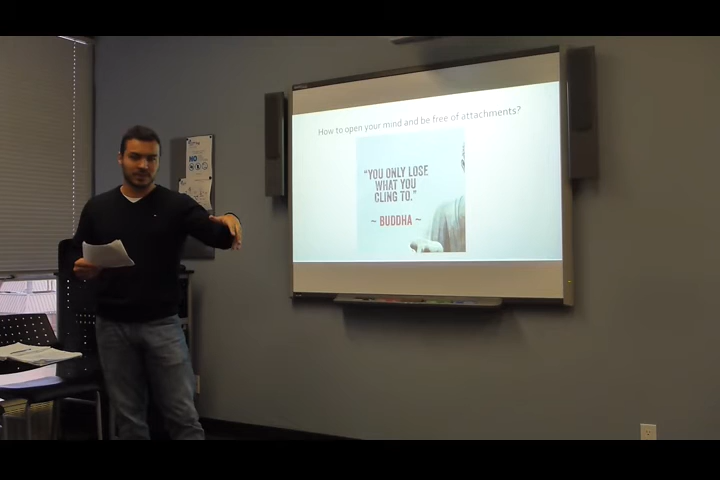 How to open your mind and be free of attachments?
"YOU ONLY LOSE
WHAT YOU
CLING TO."
~ BUDDHA ~
NO